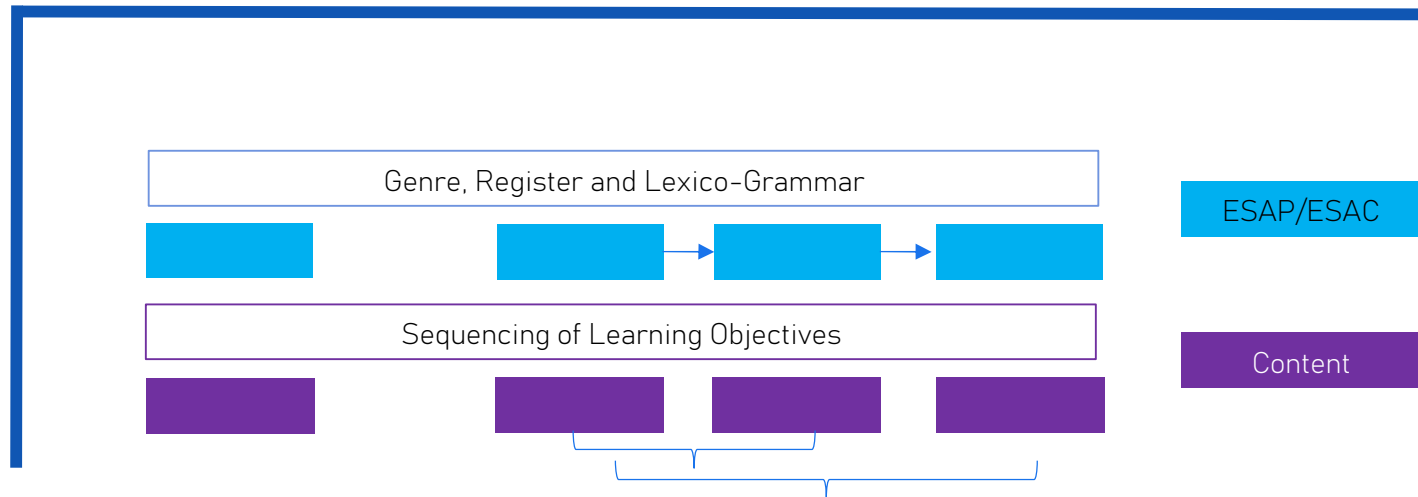 Genre, Register and Lexico-Grammar
ESAP/ESAC
Sequencing of Learning Objectives
Content